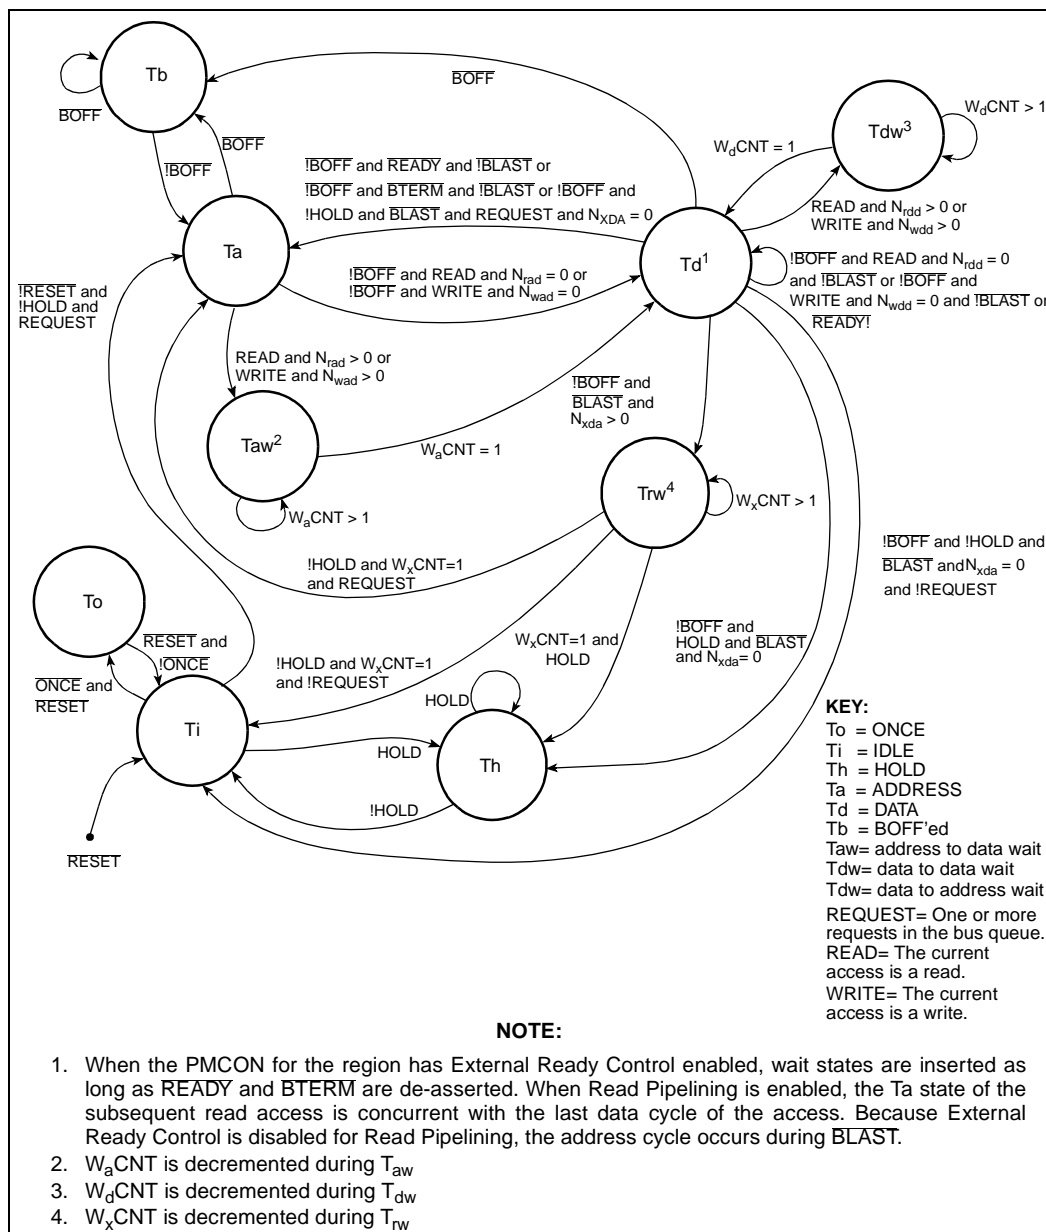 Tb
BOFF
!BOFF
BOFF
BOFF
WdCNT > 1
Tdw3
WdCNT = 1
READ and Nrdd > 0 or
WRITE and Nwdd > 0
!BOFF and READY and !BLAST or
!BOFF and BTERM and !BLAST or !BOFF and
!HOLD and BLAST and REQUEST and NXDA = 0
Ta
Td1
!BOFF and READ and Nrad = 0 or
!BOFF and WRITE and Nwad = 0
!BOFF and READ and Nrdd = 0
and !BLAST or !BOFF and
WRITE and Nwdd = 0 and !BLAST or
READY!
!RESET and
!HOLD and
REQUEST
READ and Nrad > 0 or
WRITE and Nwad > 0
Taw2
WaCNT = 1
WaCNT > 1
!BOFF and
BLAST and
Nxda > 0
Trw4
WxCNT > 1
!HOLD and WxCNT=1
and REQUEST
!BOFF and !HOLD and
BLAST andNxda = 0
and !REQUEST
To
RESET and
!ONCE
ONCE and
RESET
!HOLD and WxCNT=1
and !REQUEST
WxCNT=1 and
HOLD
!BOFF and
HOLD and BLAST
and Nxda= 0
Ti
HOLD
HOLD
Th
!HOLD
RESET
KEY:
To = ONCE
Ti = IDLE
Th = HOLD
Ta = ADDRESS
Td = DATA
Tb = BOFF'ed
Taw= address to data wait
Tdw= data to data wait
Tdw= data to address wait
REQUEST= One or more
requests in the bus queue.
READ= The current
access is a read.
WRITE= The current
access is a write.
NOTE:
1. When the PMCON for the region has External Ready Control enabled, wait states are inserted as
long as READY and BTERM are de-asserted. When Read Pipelining is enabled, the Ta state of the
subsequent read access is concurrent with the last data cycle of the access. Because External
Ready Control is disabled for Read Pipelining, the address cycle occurs during BLAST.
2. WaCNT is decremented during Taw
3. WdCNT is decremented during Tdw
4. WxCNT is decremented during Trw